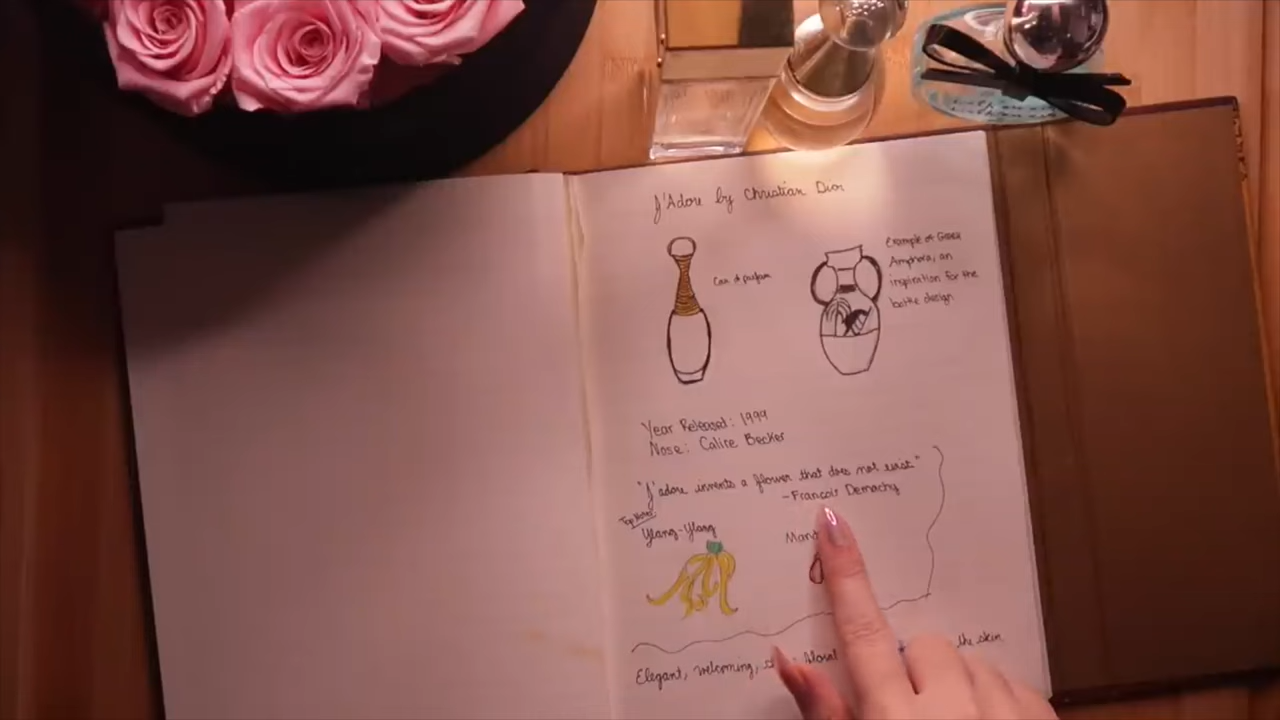 J'Adore by Christian Dior
Eau de parfum
Example of Greek
Amphora, an
inspiration for the
bottle design
Year Released: 1999
Nose: Calice Becker
"J'adore invents a flower that does not exist"
-Francois Demachy
Top Notes
Ylang-Ylang
Elegant, welcoming,
floral
the skin